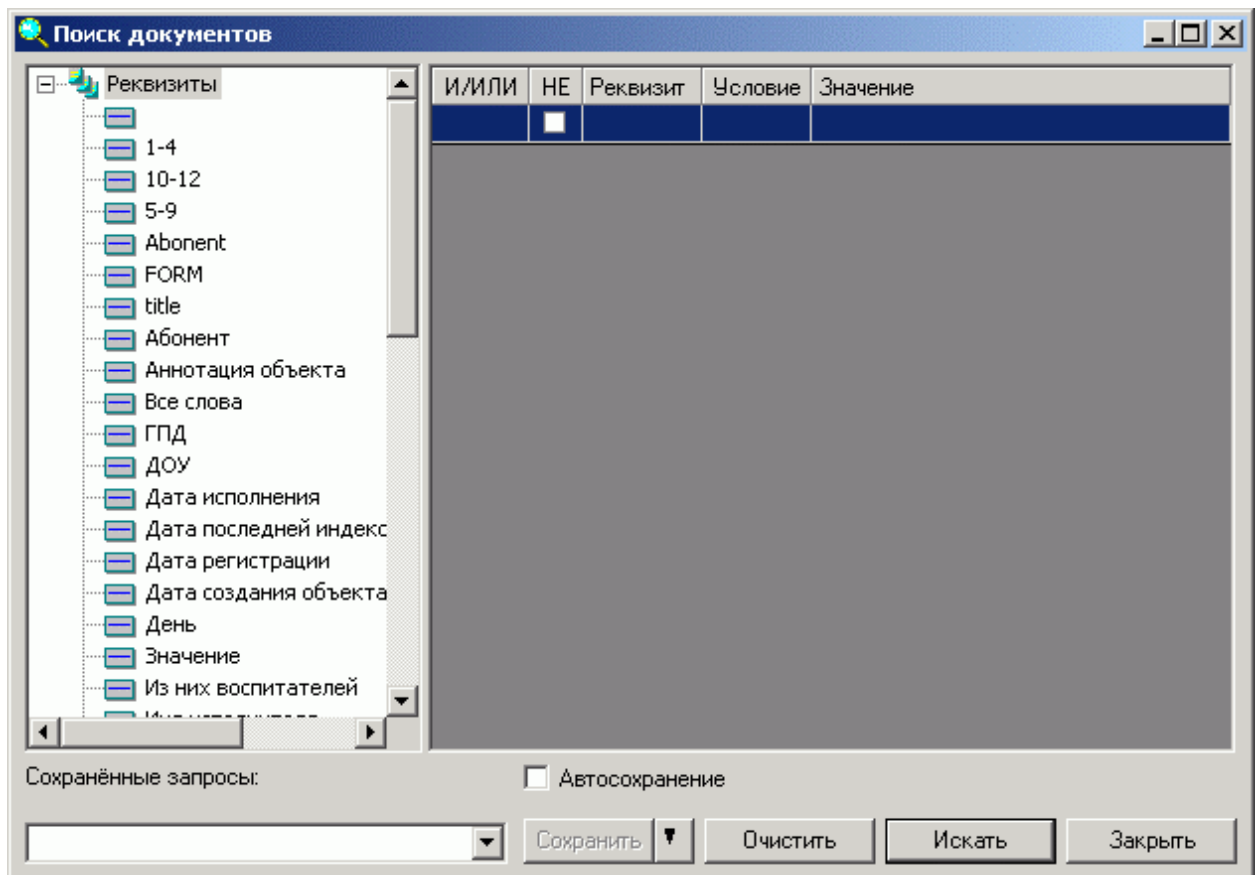 Поиск документов
Реквизиты
1-4
10-12
5-9
Abonent
FORM
title
Абонент
Аннотация объекта
Все слова
ГПД
ДОУ
Дата исполнения
Дата последней индекс
Дата регистрации
Дата создания объекта
День
Значение
Из них воспитателей
И/ИЛИ НЕ Реквизит Условие Значение
Сохранённые запросы:
Автосохранение
Сохранить Очистить Искать Закрыть